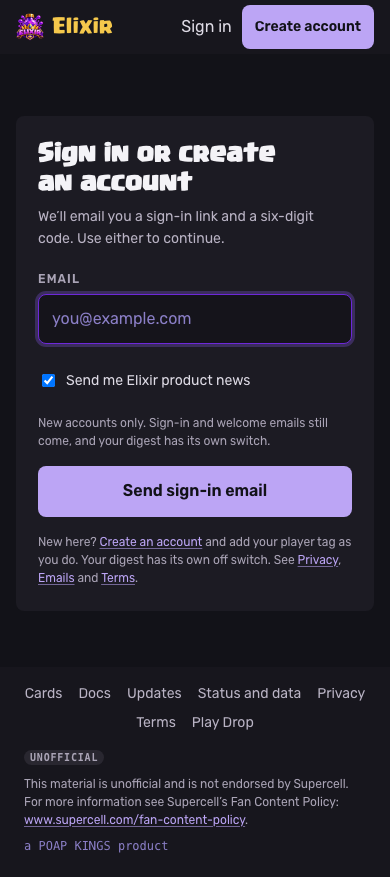 Elixir
Sign in
Create account
Sign in or create
an account
We'll email you a sign-in link and a six-digit
code. Use either to continue.
EMAIL
you@example.com
Send me Elixir product news
New accounts only. Sign-in and welcome emails still
come, and your digest has its own switch.
Send sign-in email
New here? Create an account and add your player tag as
you do. Your digest has its own off switch. See Privacy,
Emails and Terms.
Cards Docs Updates Status and data Privacy
Terms Play Drop
UNOFFICIAL
This material is unofficial and is not endorsed by Supercell.
For more information see Supercell's Fan Content Policy:
www.supercell.com/fan-content-policy.
a POAP KINGS product